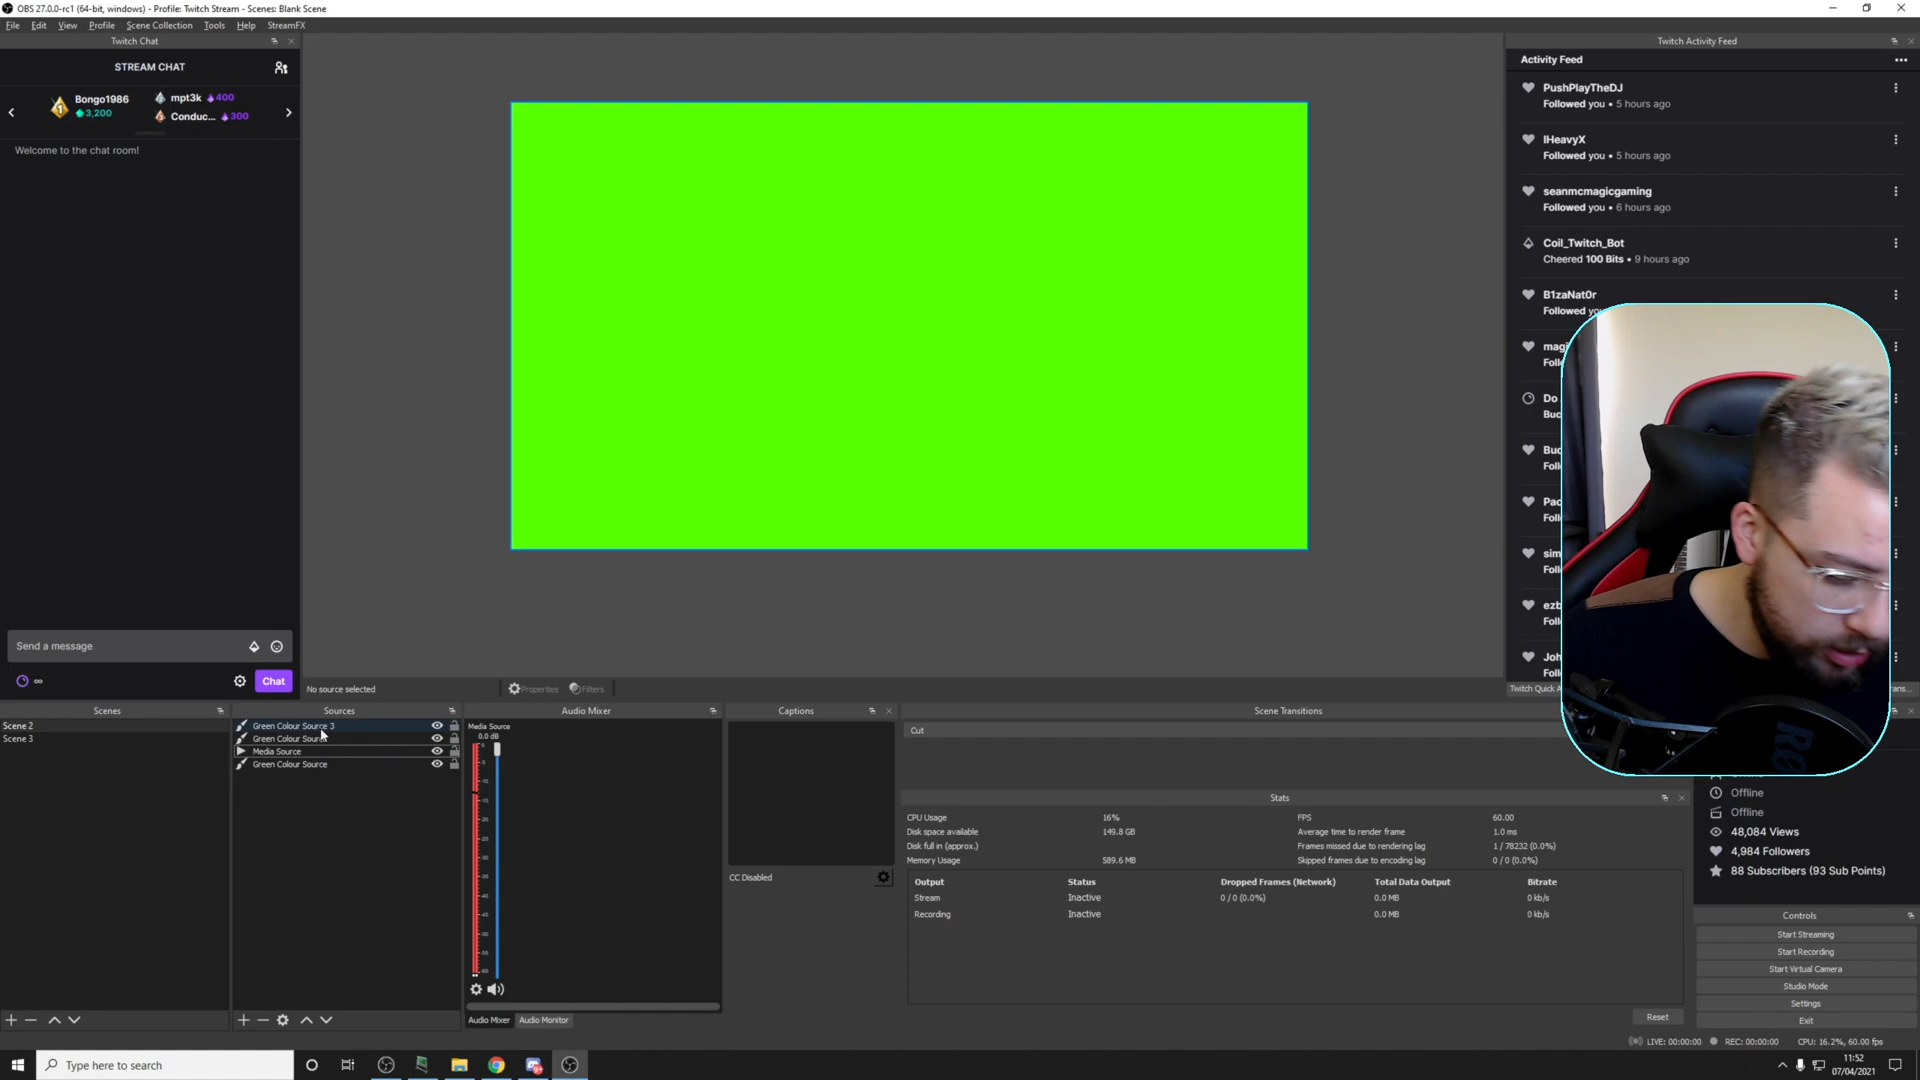 OBS 27.0.0-rc1 (64-bit, windows) - Profile: Twitch Stream - Scenes: Blank Scene
File Edit View Profile Scene Collection Tools Help StreamFX
Twitch Chat
STREAM CHAT
1 Bongo1986
3,200
mpt3k 400
Conduc... 300
Welcome to the chat room!
Send a message
Chat
No source selected
Properties
Filters
Twitch Activity Feed
Activity Feed
PushPlayTheDJ
Followed you • 5 hours ago
IHeavyX
Followed you • 5 hours ago
seanmcmagicgaming
Followed you • 6 hours ago
Coil_Twitch_Bot
Cheered 100 Bits • 9 hours ago
B1zaNat0r
Followed
Do
Scenes
Scene 2
Scene 3
Sources
Green Colour Source 3
Green Colour Source
Media Source
Green Colour Source
Audio Mixer
Media Source
0.0 dB
Audio Mixer
Audio Monitor
Captions
CC Disabled
Scene Transitions
Cut
Stats
CPU Usage 16%
Disk space available 149.8 GB
Disk full in (approx.)
Memory Usage 589.6 MB
FPS 60.00
Average time to render frame 1.0 ms
Frames missed due to rendering lag 1 / 78232 (0.0%)
Skipped frames due to encoding lag 0 / 0 (0.0%)
Output Status Dropped Frames (Network) Total Data Output Bitrate
Stream Inactive 0 / 0 (0.0%) 0.0 MB 0 kb/s
Recording Inactive 0.0 MB 0 kb/s
Reset
Twitch Quick
Offline
Offline
48,084 Views
4,984 Followers
88 Subscribers (93 Sub Points)
Controls
Start Streaming
Start Recording
Start Virtual Camera
Studio Mode
Settings
Exit
LIVE: 00:00:00 REC: 00:00:00 CPU: 16.2%, 60.00 fps
Type here to search
11:52
07/04/2021